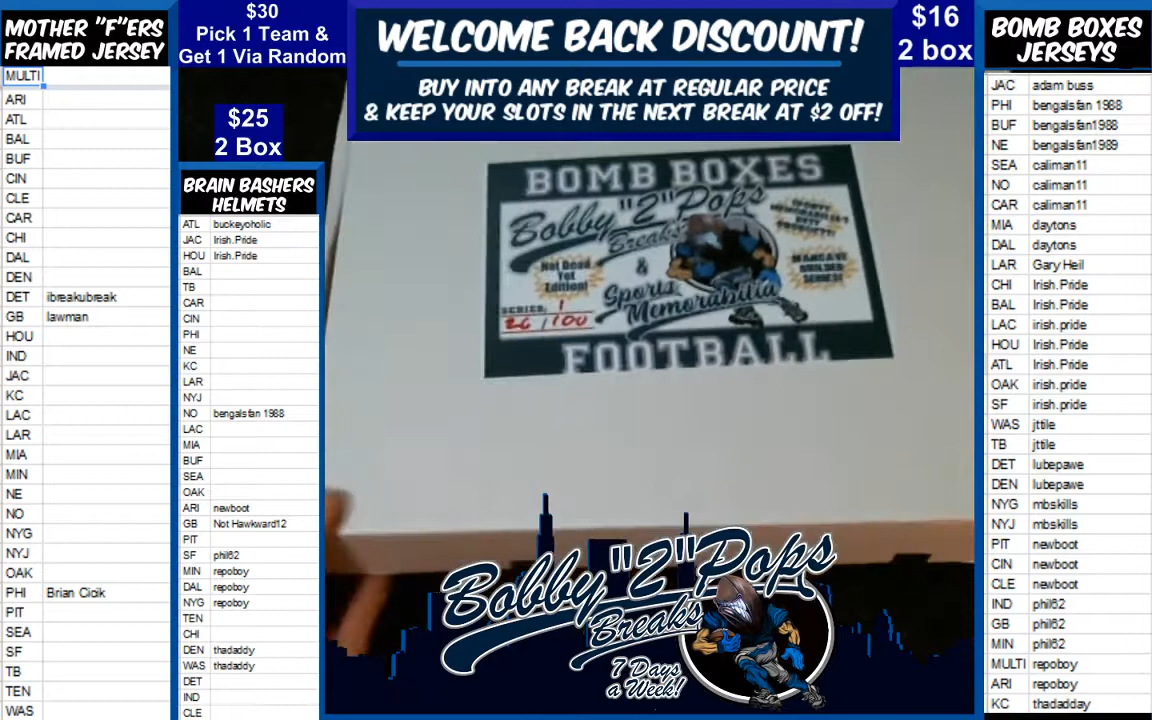 MOTHER "F"ERS
FRAMED JERSEY
MULTI
ARI
ATL
BAL
BUF
CIN
CLE
CAR
CHI
DAL
DEN
DET ibreakubreak
GB lawman
HOU
IND
JAC
KC
LAC
LAR
MIA
MIN
NE
NO
NYG
NYJ
OAK
PHI Brian Cicik
PIT
SEA
SF
TB
TEN
WAS
$30
Pick 1 Team &
Get 1 Via Random
$25
2 Box
BRAIN BASHERS
HELMETS
ATL buckeyoholic
JAC Irish.Pride
HOU Irish.Pride
BAL
TB
CAR
CIN
PHI
NE
KC
LAR
NYJ
NO bengalsfan 1988
LAC
MIA
BUF
SEA
OAK
ARI newboot
GB Not Hawkward12
PIT
SF phil62
MIN repoboy
DAL repoboy
NYG repoboy
TEN
CHI
DEN thadaddy
WAS thadaddy
DET
IND
CLE
WELCOME BACK DISCOUNT!
BUY INTO ANY BREAK AT REGULAR PRICE
& KEEP YOUR SLOTS IN THE NEXT BREAK AT $2 OFF!
BOMB BOXES
Bobby "2" Pops
Breaks
&
Sports
Memorabilia
Not Dead
Yet
Edition!
MANCAVE
BUILDER
SERIES!
SERIES: 1
26/100
FOOTBALL
Bobby "2" Pops
Breaks
7 Days
a Week!
$16
2 box
BOMB BOXES
JERSEYS
JAC adam buss
PHI bengalsfan 1988
BUF bengalsfan1988
NE bengalsfan1989
SEA caliman11
NO caliman11
CAR caliman11
MIA daytons
DAL daytons
LAR Gary Heil
CHI Irish.Pride
BAL Irish.Pride
LAC irish.pride
HOU Irish.Pride
ATL Irish.Pride
OAK irish.pride
SF irish.pride
WAS jttile
TB jttile
DET lubepawe
DEN lubepawe
NYG mbskills
NYJ mbskills
PIT newboot
CIN newboot
CLE newboot
IND phil62
GB phil62
MIN phil62
MULTI repoboy
ARI repoboy
KC thadadday